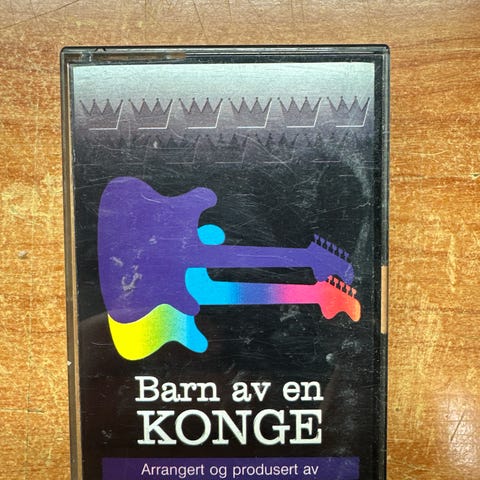 Barn av en
KONGE
Arrangert og produsert av